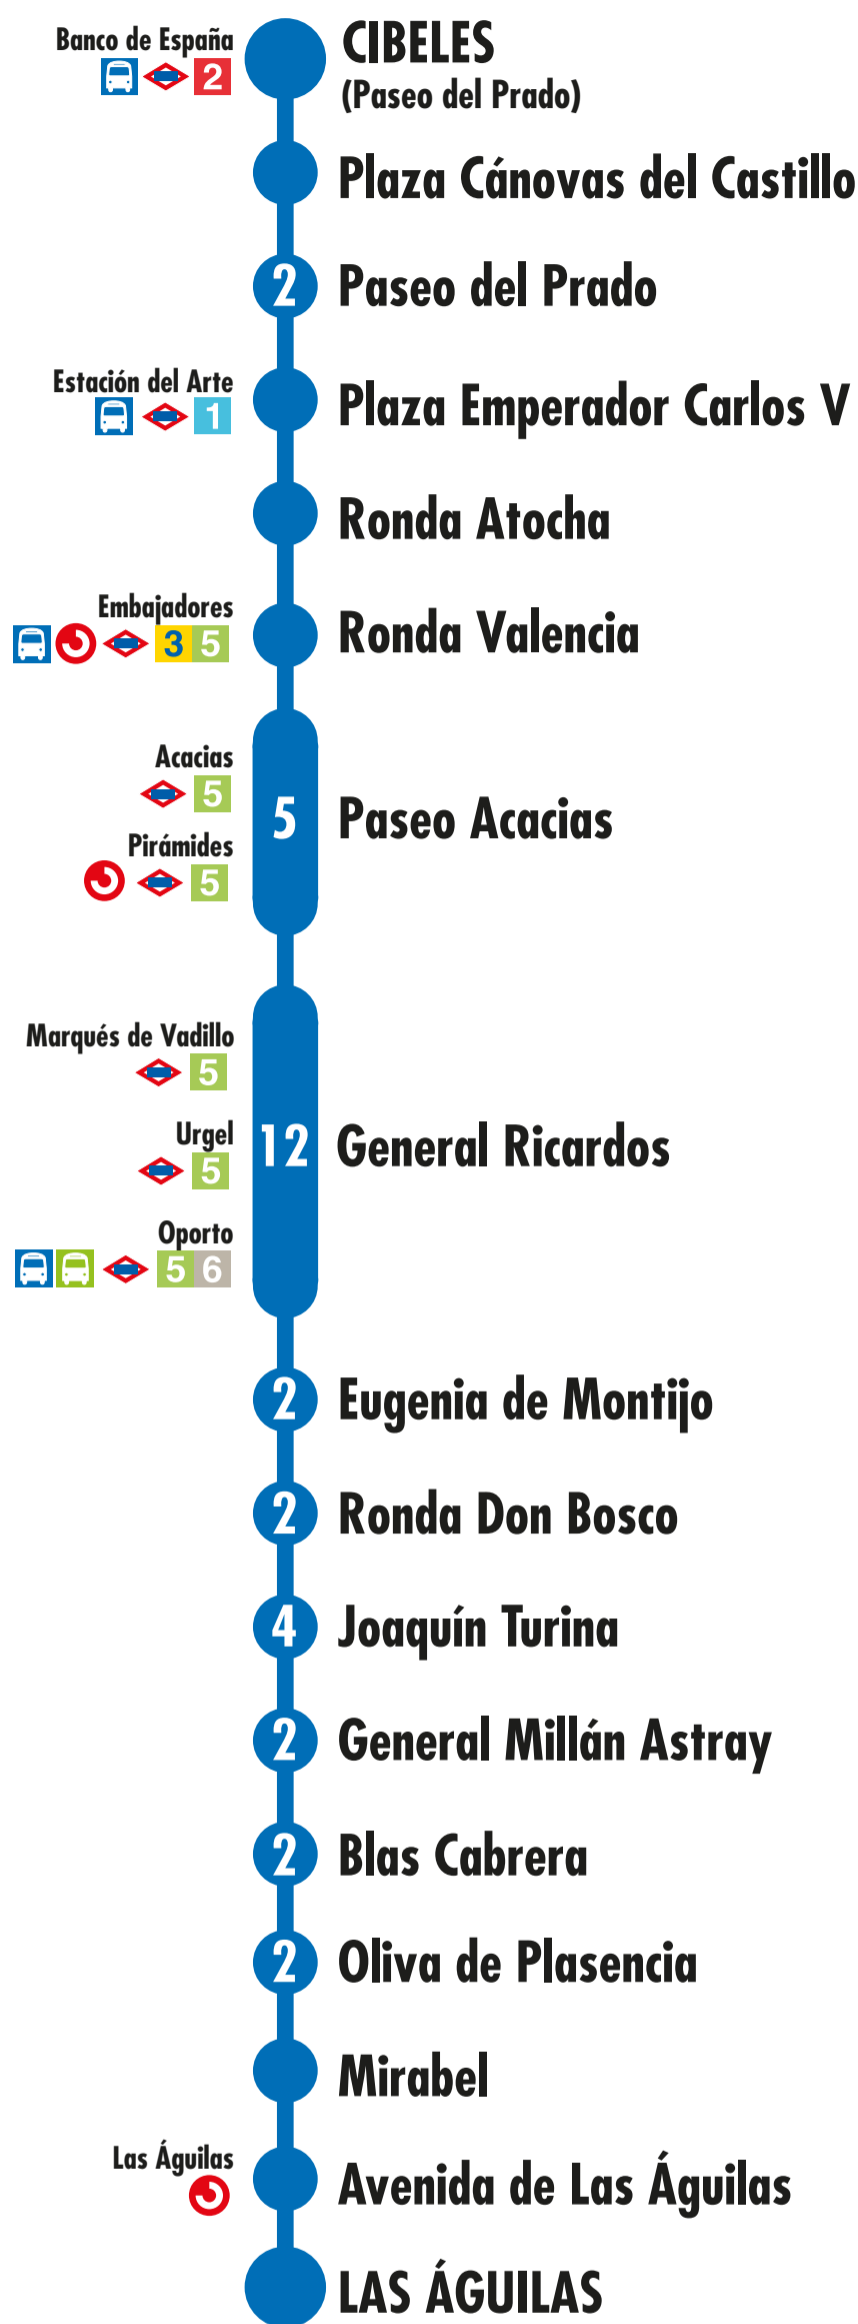 Banco de España
2
CIBELES
(Paseo del Prado)
Plaza Cánovas del Castillo
2 Paseo del Prado
Estación del Arte
1
Plaza Emperador Carlos V
Ronda Atocha
Embajadores
3 5
Ronda Valencia
Acacias
5
Pirámides
5
5 Paseo Acacias
Marqués de Vadillo
5
Urgel
5
12 General Ricardos
Oporto
5 6
2 Eugenia de Montijo
2 Ronda Don Bosco
4 Joaquín Turina
2 General Millán Astray
2 Blas Cabrera
2 Oliva de Plasencia
Mirabel
Las Águilas
Avenida de Las Águilas
LAS ÁGUILAS